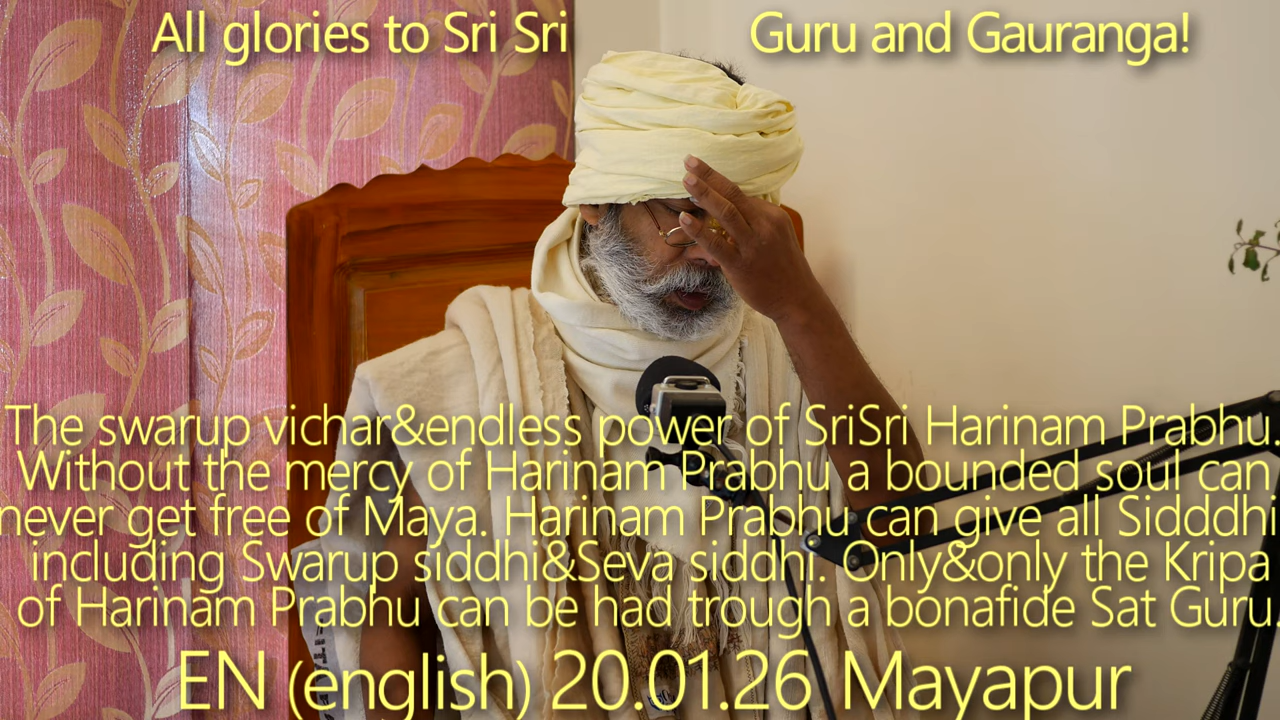 All glories to Sri Sri Guru and Gauranga!
The swarup vichar&endless power of SriSri Harinam Prabhu.
Without the mercy of Harinam Prabhu a bounded soul can
never get free of Maya. Harinam Prabhu can give all Sidddhi
including Swarup siddhi&Seva siddhi. Only&only the Kripa
of Harinam Prabhu can be had trough a bonafide Sat Guru.
EN (english) 20.01.26 Mayapur